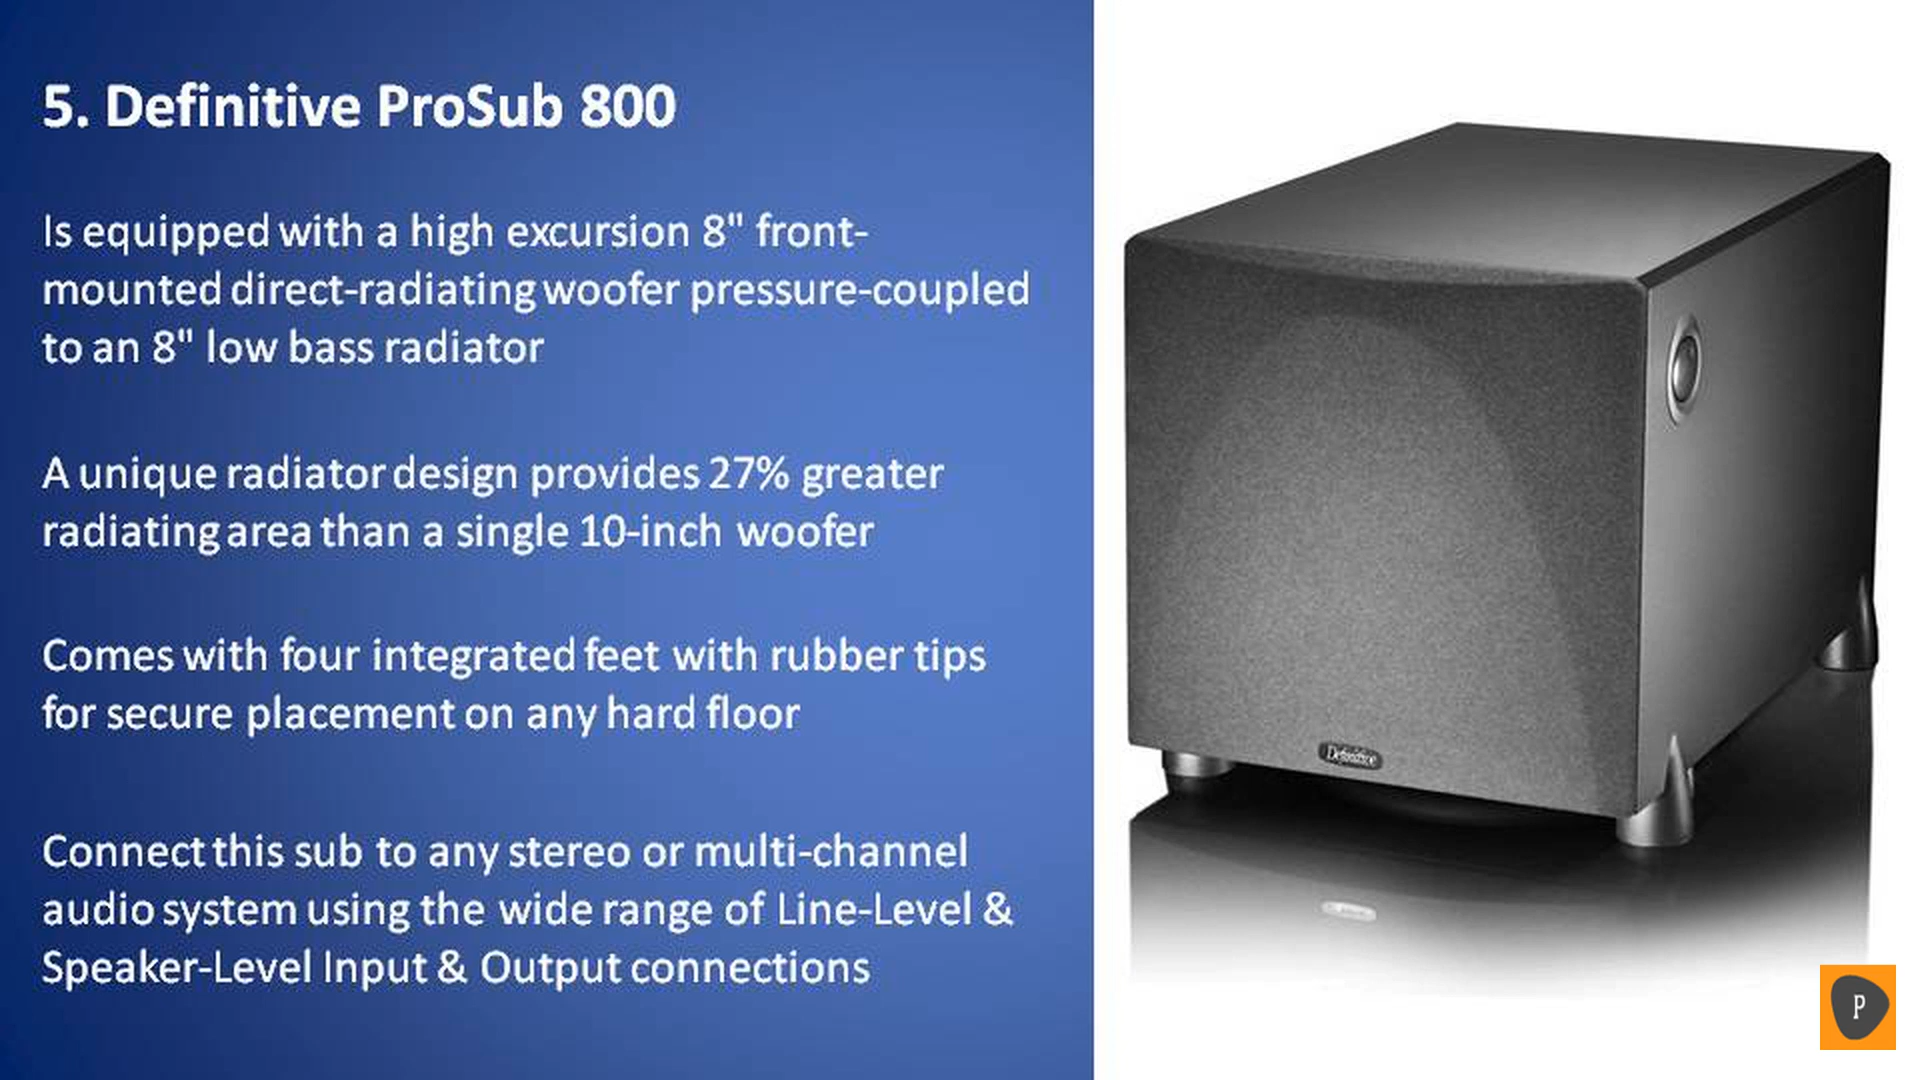 5. Definitive ProSub 800
Is equipped with a high excursion 8" front-
mounted direct-radiating woofer pressure-coupled
to an 8" low bass radiator
A unique radiator design provides 27% greater
radiating area than a single 10-inch woofer
Comes with four integrated feet with rubber tips
for secure placement on any hard floor
Connect this sub to any stereo or multi-channel
audio system using the wide range of Line-Level &
Speaker-Level Input & Output connections
Definitive
P